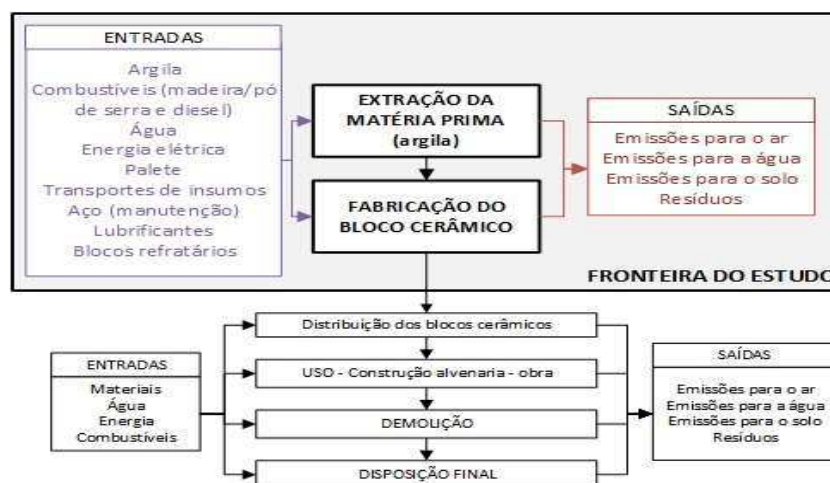 ENTRADAS
Argila
Combustíveis (madeira/pó
de serra e diesel)
Água
Energia elétrica
Palete
Transportes de insumos
Aço (manutenção)
Lubrificantes
Blocos refratários
EXTRAÇÃO DA
MATÉRIA PRIMA
(argila)
FABRICAÇÃO DO
BLOCO CERÂMICO
SAÍDAS
Emissões para o ar
Emissões para a água
Emissões para o solo
Resíduos
FRONTEIRA DO ESTUDO
ENTRADAS
Materiais
Água
Energia
Combustíveis
Distribuição dos blocos cerâmicos
USO - Construção alvenaria - obra
DEMOLIÇÃO
DISPOSIÇÃO FINAL
SAÍDAS
Emissões para o ar
Emissões para a água
Emissões para o solo
Resíduos